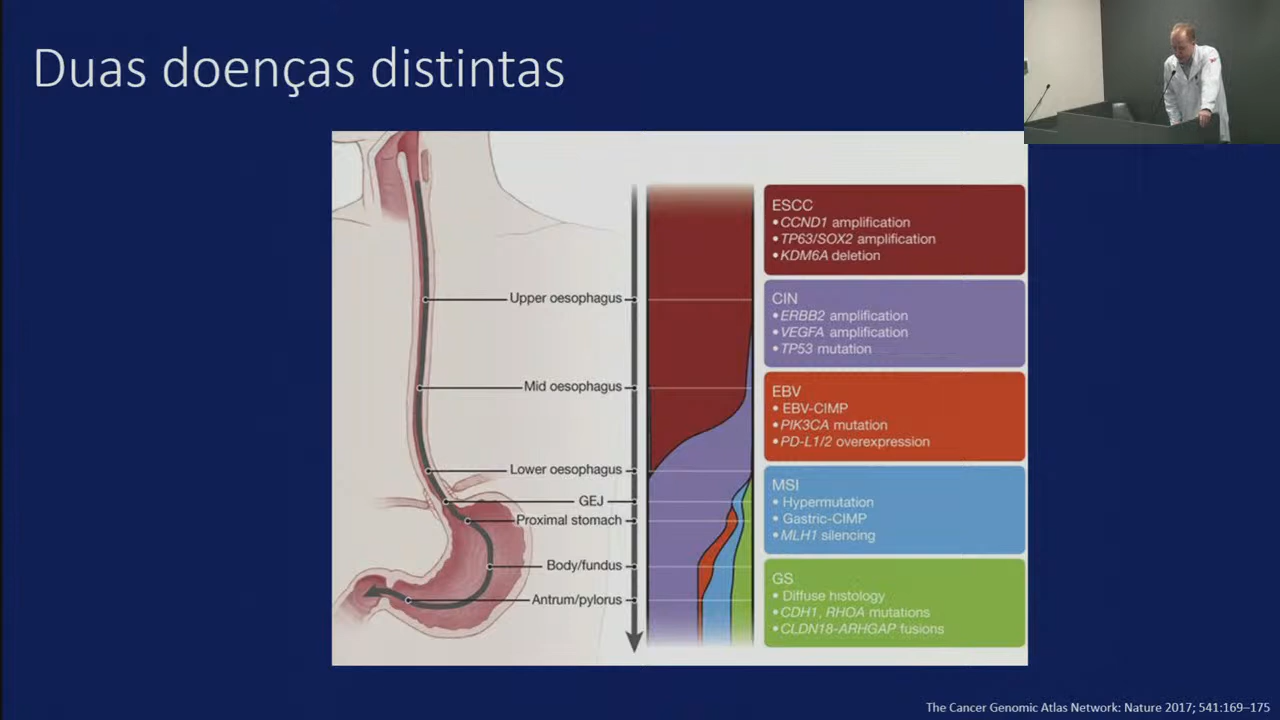 Duas doenças distintas
Upper oesophagus
Mid oesophagus
Lower oesophagus
GEJ
Proximal stomach
Body/fundus
Antrum/pylorus
ESCC
• CCND1 amplification
• TP63/SOX2 amplification
• KDM6A deletion
CIN
• ERBB2 amplification
• VEGFA amplification
• TP53 mutation
EBV
• EBV-CIMP
• PIK3CA mutation
• PD-L1/2 overexpression
MSI
• Hypermutation
• Gastric-CIMP
• MLH1 silencing
GS
• Diffuse histology
• CDH1, RHOA mutations
• CLDN18-ARHGAP fusions
The Cancer Genomic Atlas Network: Nature 2017; 541:169–175